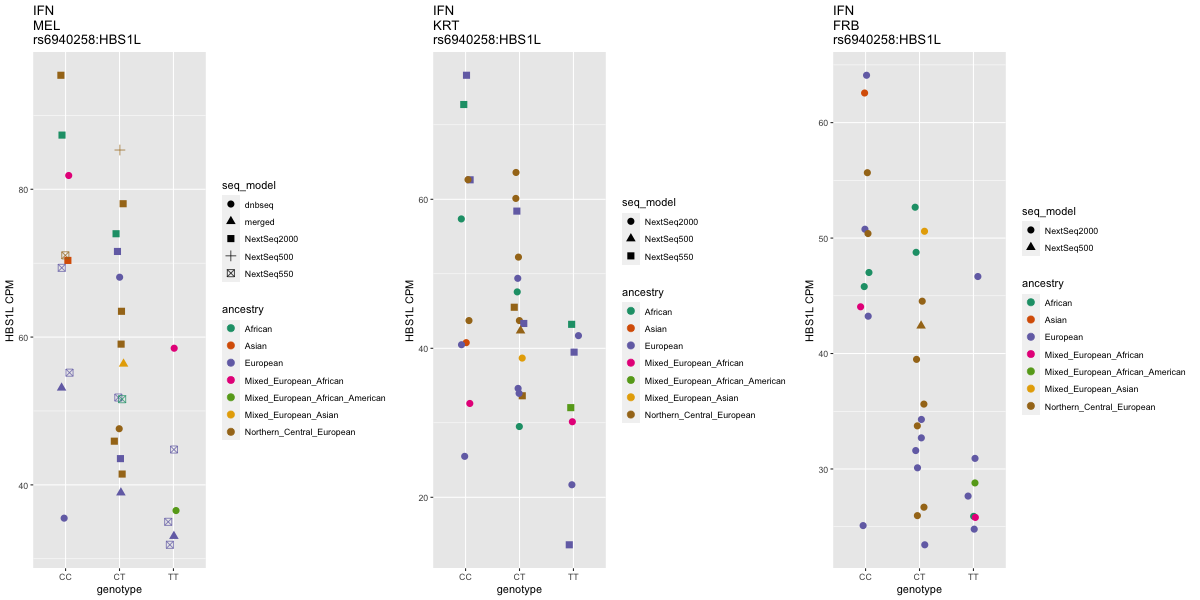 IFN
MEL
rs6940258:HBS1L
HBS1L CPM
80
60
40
CC
CT
TT
genotype
seq_model
dnbseq
merged
NextSeq2000
NextSeq500
NextSeq550
ancestry
African
Asian
European
Mixed_European_African
Mixed_European_African_American
Mixed_European_Asian
Northern_Central_European
IFN
KRT
rs6940258:HBS1L
HBS1L CPM
60
40
20
CC
CT
TT
genotype
seq_model
NextSeq2000
NextSeq500
NextSeq550
ancestry
African
Asian
European
Mixed_European_African
Mixed_European_African_American
Mixed_European_Asian
Northern_Central_European
IFN
FRB
rs6940258:HBS1L
HBS1L CPM
60
50
40
30
CC
CT
TT
genotype
seq_model
NextSeq2000
NextSeq500
ancestry
African
Asian
European
Mixed_European_African
Mixed_European_African_American
Mixed_European_Asian
Northern_Central_European